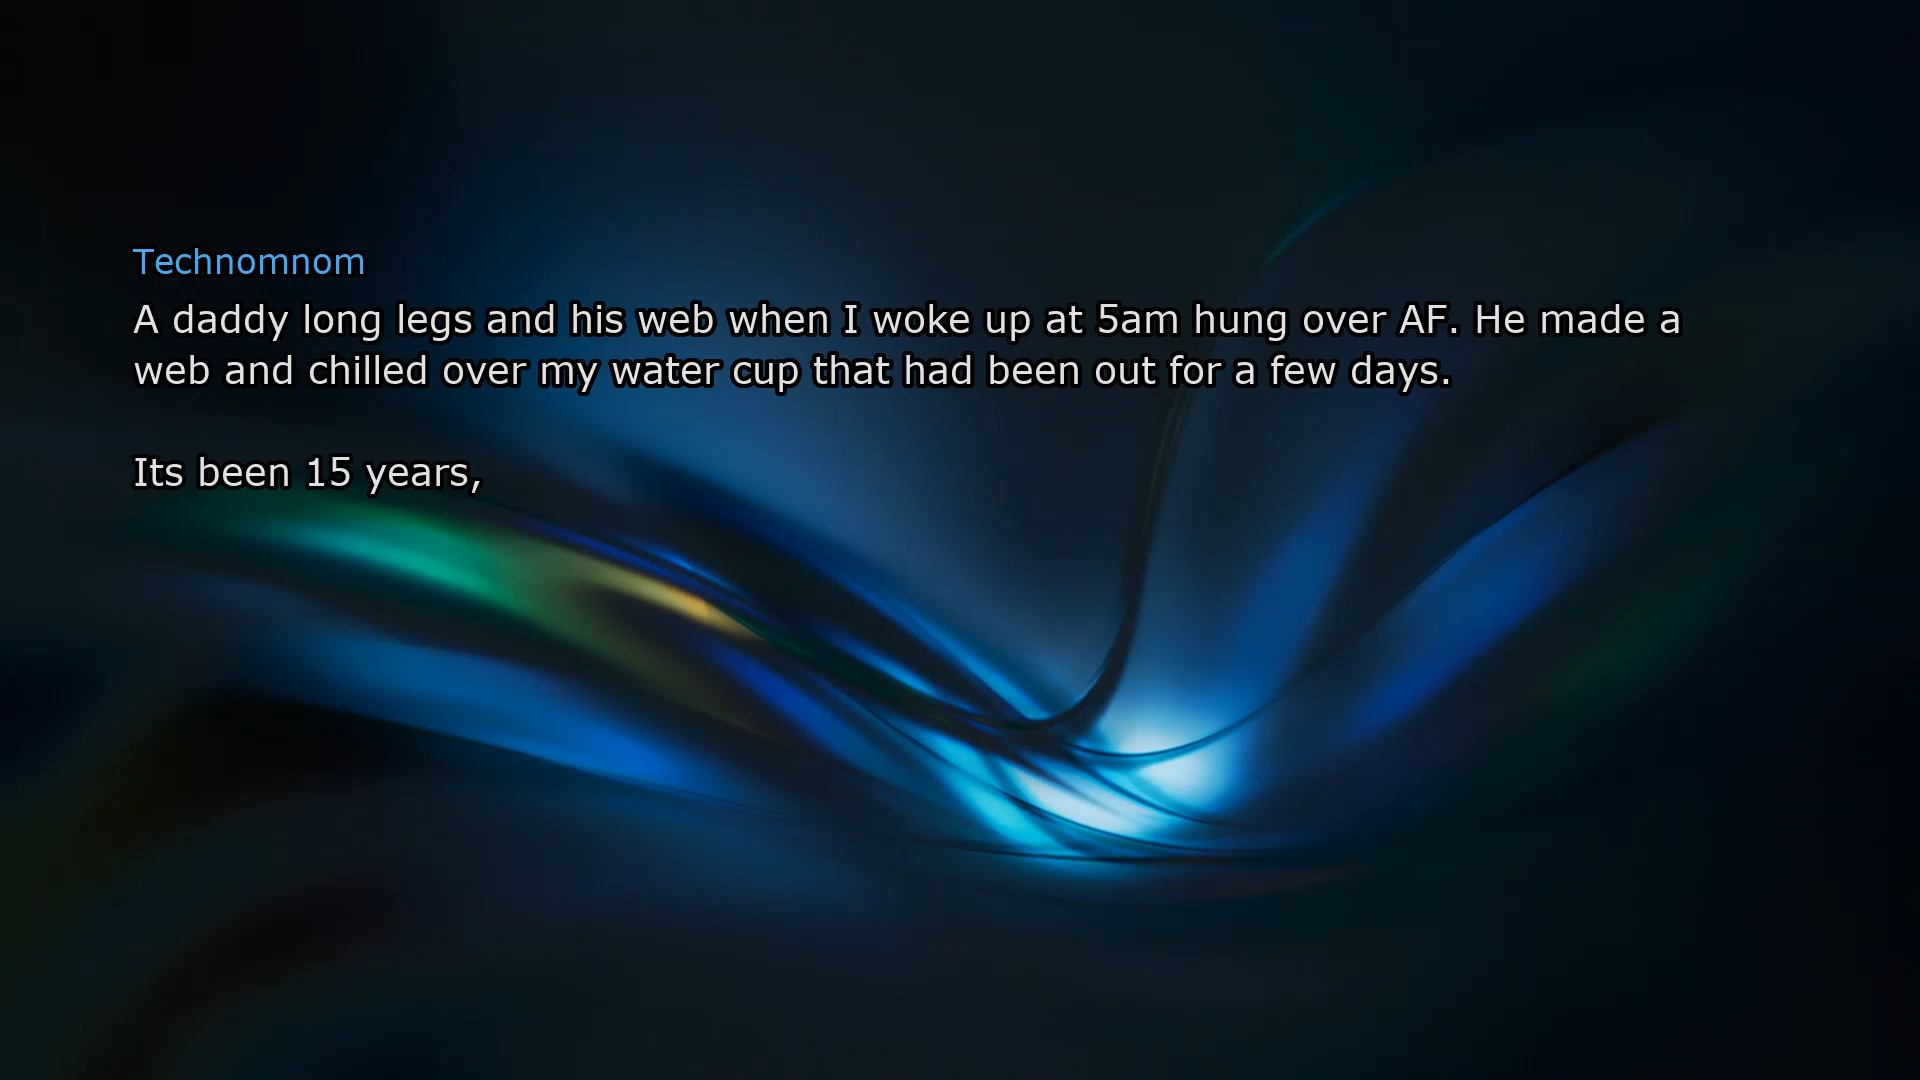 Technomnom
A daddy long legs and his web when I woke up at 5am hung over AF. He made a
web and chilled over my water cup that had been out for a few days.
Its been 15 years,